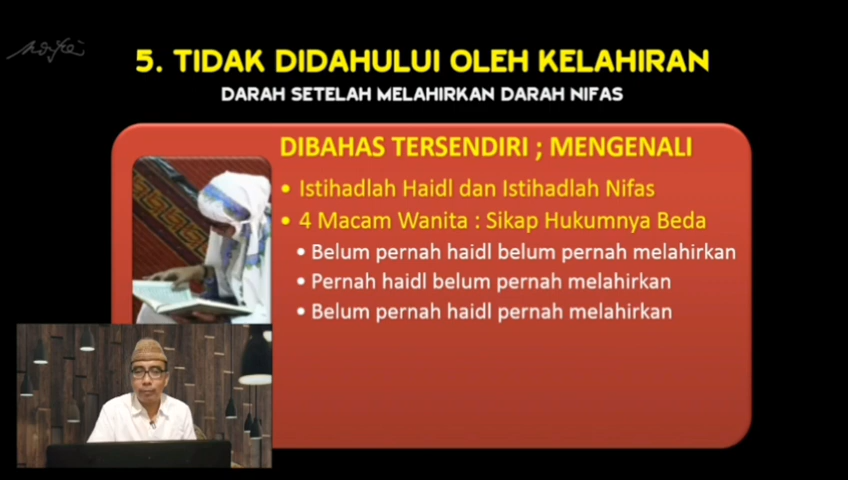 5. TIDAK DIDAHULUI OLEH KELAHIRAN
DARAH SETELAH MELAHIRKAN DARAH NIFAS
DIBAHAS TERSENDIRI ; MENGENALI
• Istihadlah Haidl dan Istihadlah Nifas
• 4 Macam Wanita : Sikap Hukumnya Beda
• Belum pernah haidl belum pernah melahirkan
• Pernah haidl belum pernah melahirkan
• Belum pernah haidl pernah melahirkan